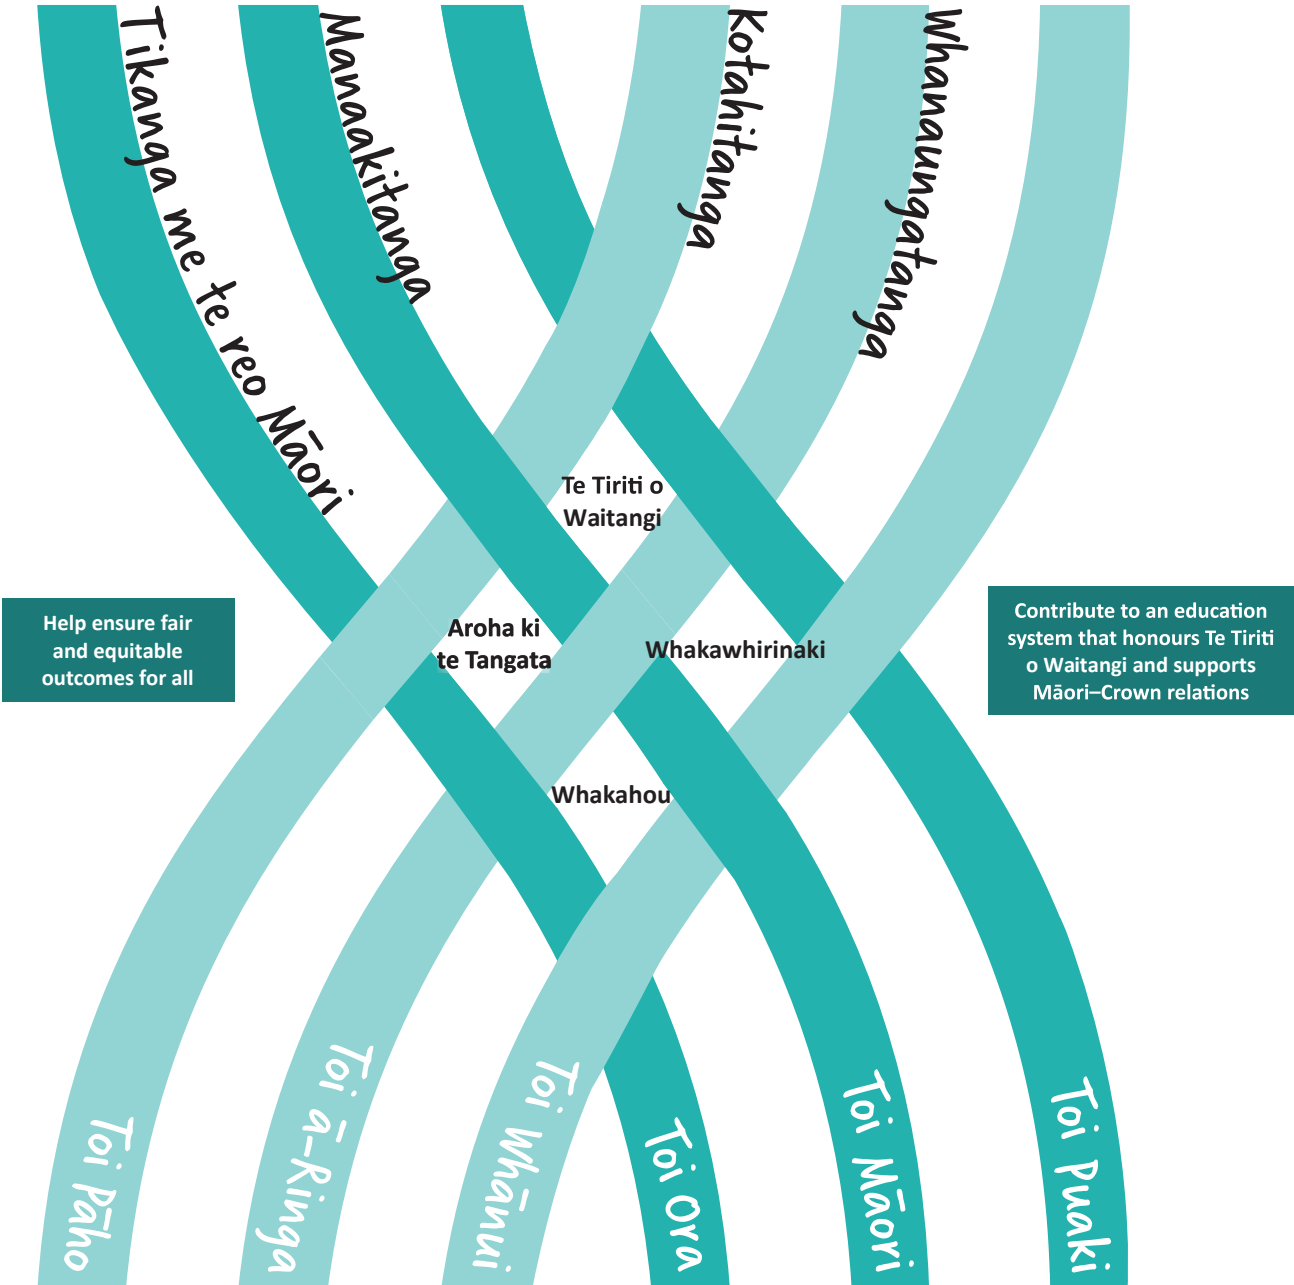 Tikanga me te reo Māori
Manaakitanga
Kotahitanga
Whanaungatanga
Te Tiriti o
Waitangi
Help ensure fair
and equitable
outcomes for all
Aroha ki
te Tangata
Whakawhirinaki
Contribute to an education
system that honours Te Tiriti
o Waitangi and supports
Māori–Crown relations
Whakahou
Toi Pāho
Toi ā-Ringa
Toi Whānui
Toi Ora
Toi Māori
Toi Puaki